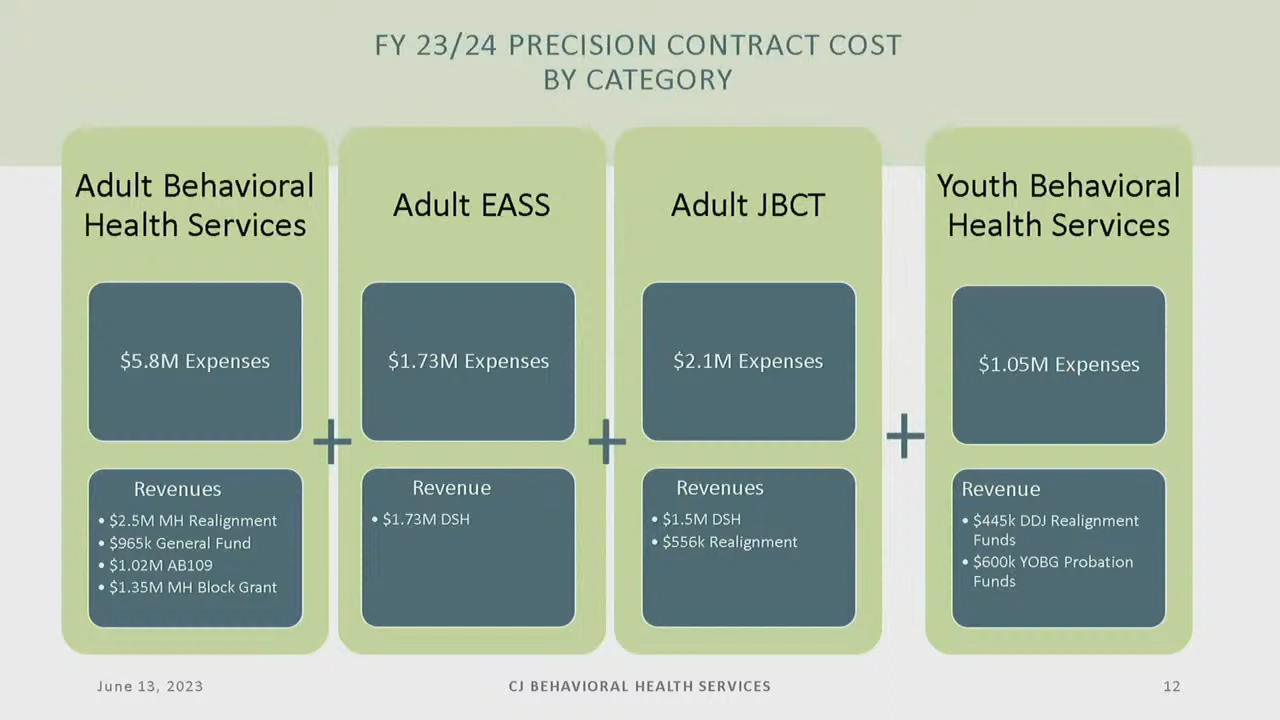 FY 23/24 PRECISION CONTRACT COST
BY CATEGORY
Adult Behavioral
Health Services
$5.8M Expenses
Revenues
• $2.5M MH Realignment
• $965k General Fund
• $1.02M AB109
• $1.35M MH Block Grant
+
Adult EASS
$1.73M Expenses
Revenue
• $1.73M DSH
+
Adult JBCT
$2.1M Expenses
Revenues
• $1.5M DSH
• $556k Realignment
+
Youth Behavioral
Health Services
$1.05M Expenses
Revenue
• $445k DDJ Realignment
Funds
• $600k YOBG Probation
Funds
June 13, 2023
CJ BEHAVIORAL HEALTH SERVICES
12